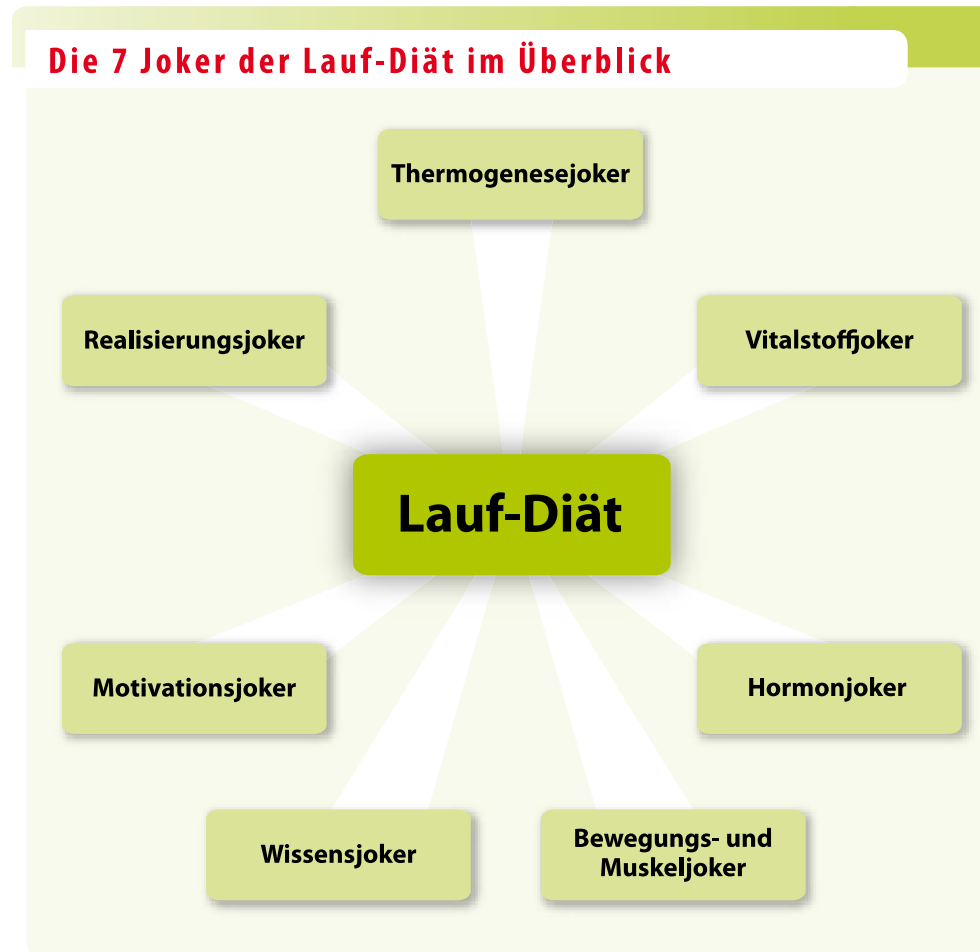 Die 7 Joker der Lauf-Diät im Überblick
Thermogenesejoker
Realisierungsjoker
Vitalstoffjoker
Lauf-Diät
Motivationsjoker
Hormonjoker
Wissensjoker
Bewegungs- und
Muskeljoker